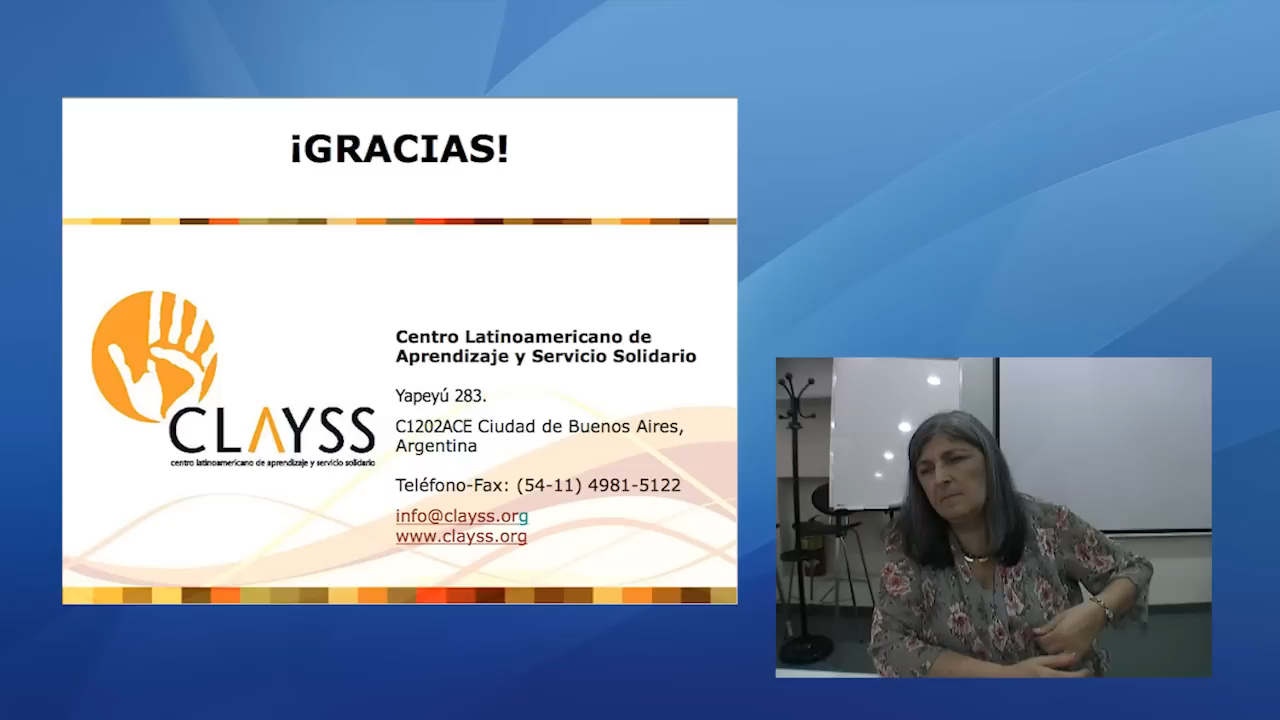 ¡GRACIAS!
CLAYSS
centro latinoamericano de aprendizaje y servicio solidario
Centro Latinoamericano de
Aprendizaje y Servicio Solidario
Yapeyú 283.
C1202ACE Ciudad de Buenos Aires,
Argentina
Teléfono-Fax: (54-11) 4981-5122
info@clayss.org
www.clayss.org